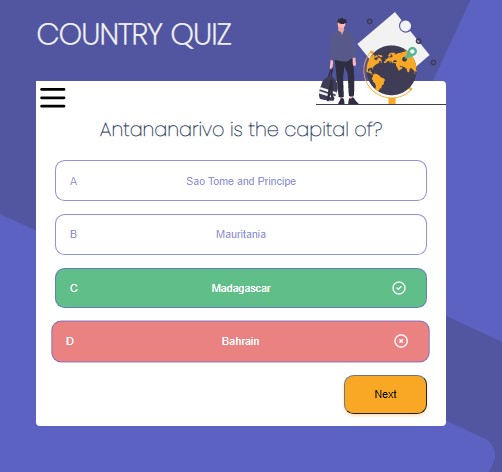 COUNTRY QUIZ
Antananarivo is the capital of?
A Sao Tome and Principe
B Mauritania
C Madagascar
D Bahrain
Next